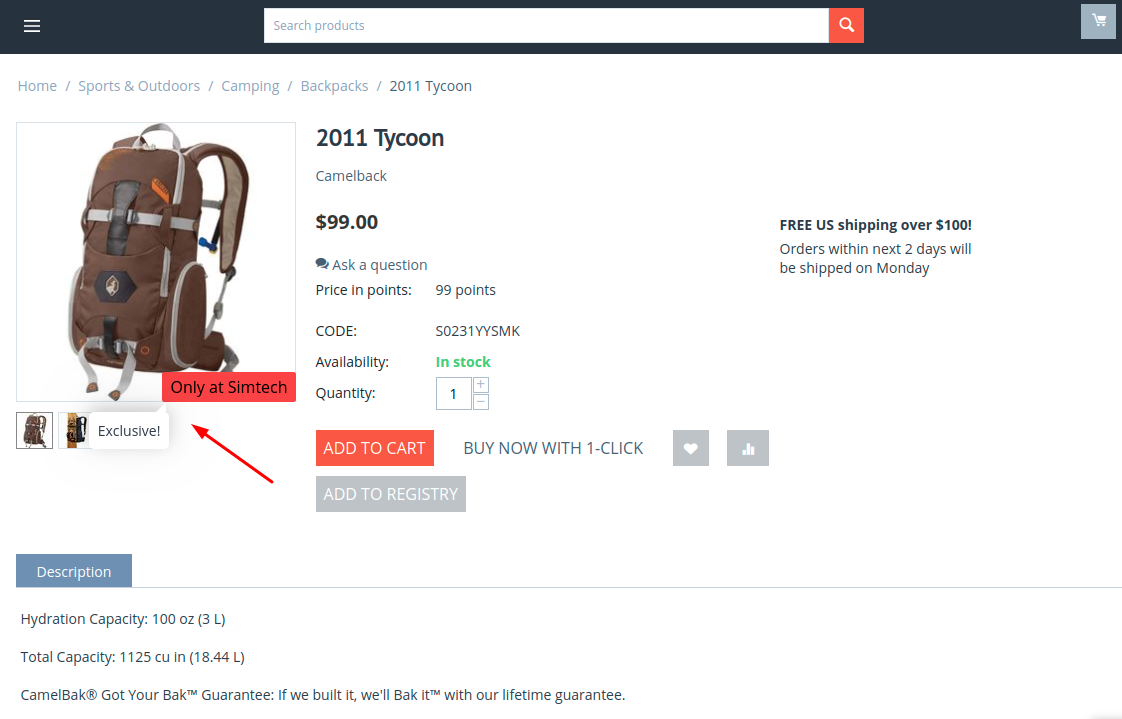 Search products
Home / Sports & Outdoors / Camping / Backpacks / 2011 Tycoon
2011 Tycoon
Camelback
$99.00
Ask a question
Price in points: 99 points
CODE: S0231YYSMK
Availability: In stock
Quantity: 1 + −
ADD TO CART BUY NOW WITH 1-CLICK
ADD TO REGISTRY
FREE US shipping over $100!
Orders within next 2 days will
be shipped on Monday
Only at Simtech
Exclusive!
Description
Hydration Capacity: 100 oz (3 L)
Total Capacity: 1125 cu in (18.44 L)
CamelBak® Got Your Bak™ Guarantee: If we built it, we'll Bak it™ with our lifetime guarantee.